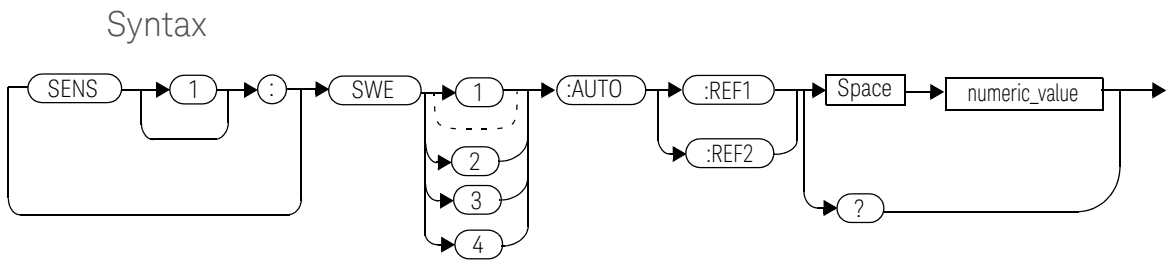 Syntax
SENS 1 : SWE 1 :AUTO :REF1 Space numeric_value
2 :REF2
3 ?
4